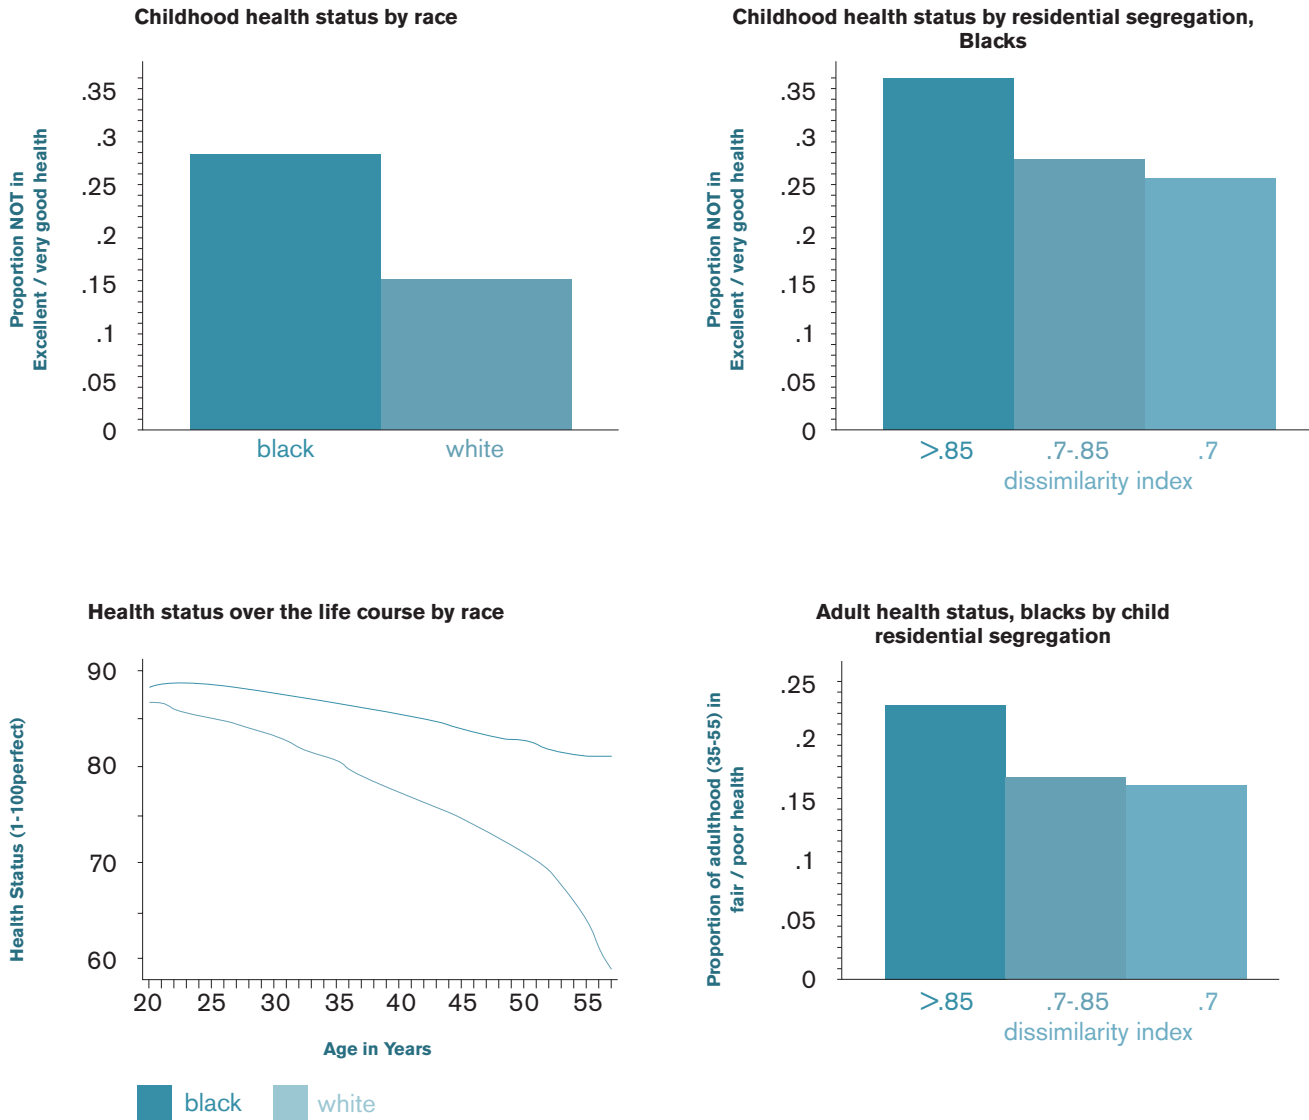 Childhood health status by race
Proportion NOT in
Excellent / very good health
.35
.3
.25
.2
.15
.1
.05
0
black
white
Childhood health status by residential segregation,
Blacks
Proportion NOT in
Excellent / very good health
.35
.3
.25
.2
.15
.1
.05
0
>.85
.7-.85
.7
dissimilarity index
Health status over the life course by race
Health Status (1-100perfect)
90
80
70
60
20 25 30 35 40 45 50 55
Age in Years
black
white
Adult health status, blacks by child
residential segregation
Proportion of adulthood (35-55) in
fair / poor health
.25
.2
.15
.1
.05
0
>.85
.7-.85
.7
dissimilarity index